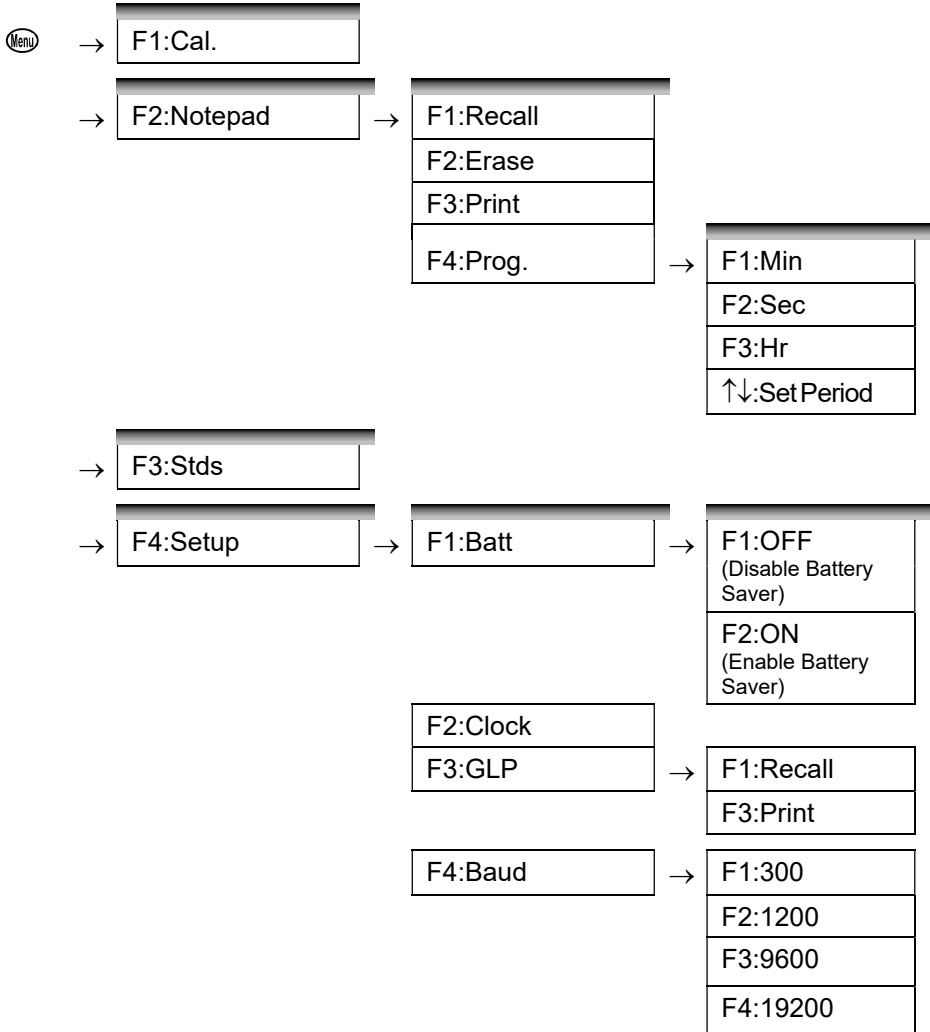 Menu → F1:Cal.
→ F2:Notepad → F1:Recall
F2:Erase
F3:Print
F4:Prog. → F1:Min
F2:Sec
F3:Hr
↑↓:Set Period
→ F3:Stds
→ F4:Setup → F1:Batt → F1:OFF
(Disable Battery
Saver)
F2:ON
(Enable Battery
Saver)
F2:Clock
F3:GLP → F1:Recall
F3:Print
F4:Baud → F1:300
F2:1200
F3:9600
F4:19200